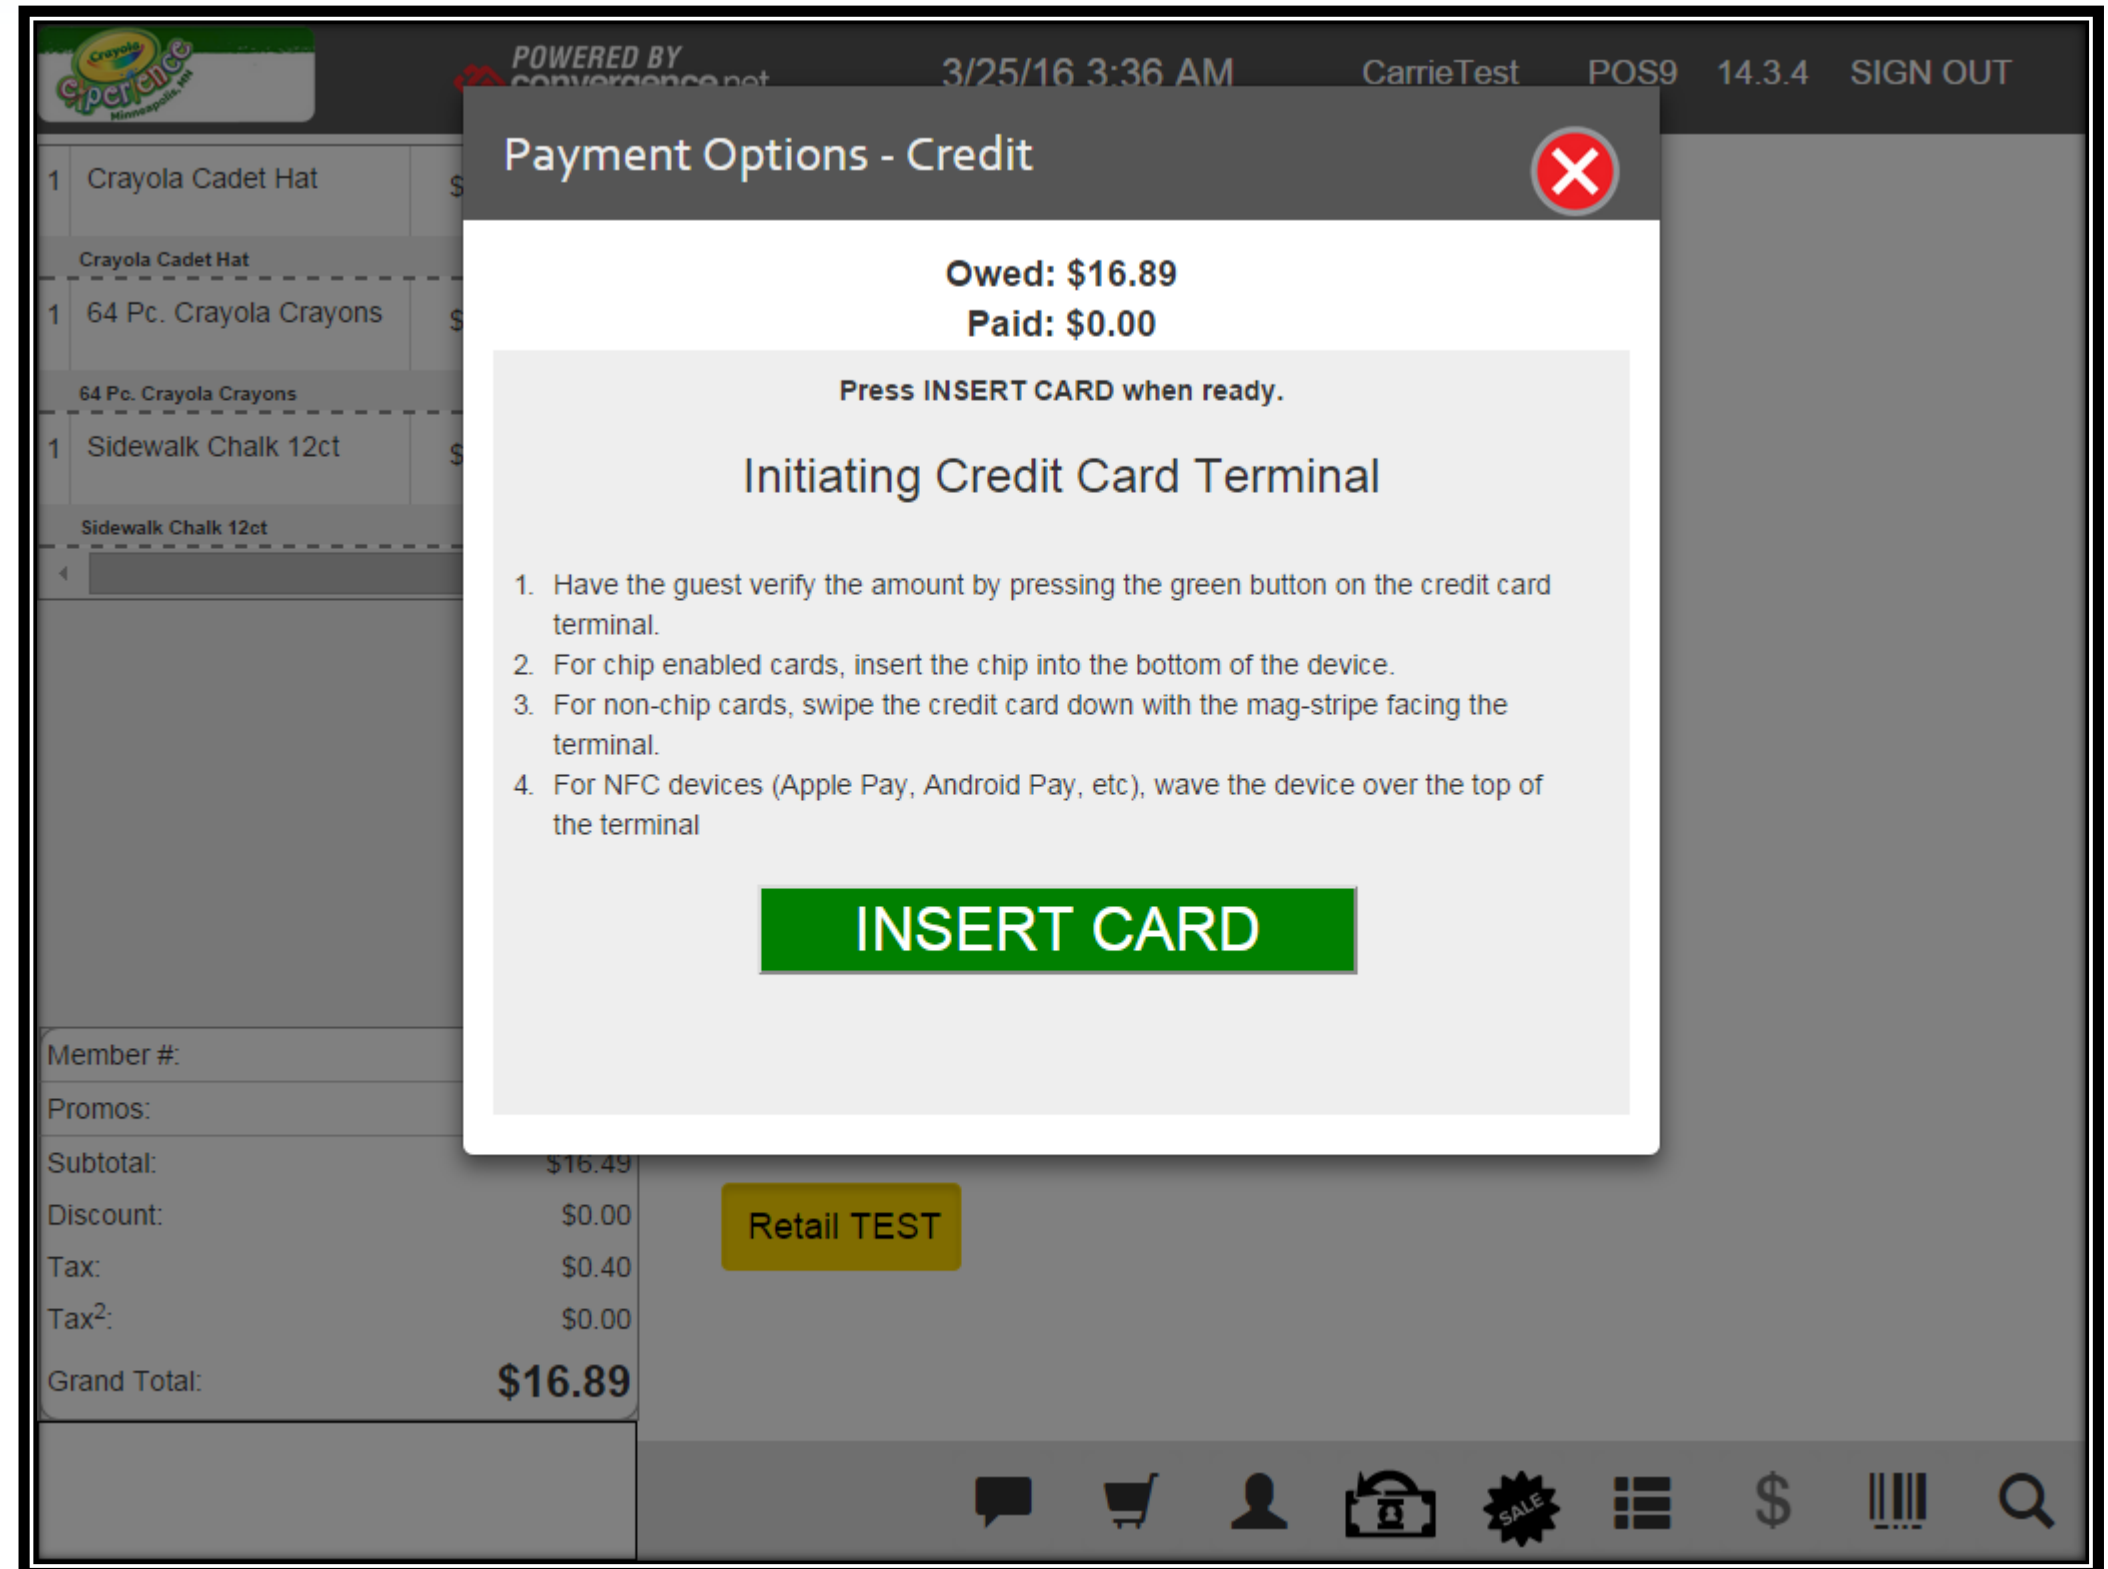 crayola
experience
Minneapolis, MN
POWERED BY
convergence.net
3/25/16 3:36 AM
CarrieTest
POS9
14.3.4
SIGN OUT
Payment Options - Credit
1 Crayola Cadet Hat $
Crayola Cadet Hat
1 64 Pc. Crayola Crayons $
64 Pc. Crayola Crayons
1 Sidewalk Chalk 12ct $
Sidewalk Chalk 12ct
Owed: $16.89
Paid: $0.00
Press INSERT CARD when ready.
Initiating Credit Card Terminal
1. Have the guest verify the amount by pressing the green button on the credit card
terminal.
2. For chip enabled cards, insert the chip into the bottom of the device.
3. For non-chip cards, swipe the credit card down with the mag-stripe facing the
terminal.
4. For NFC devices (Apple Pay, Android Pay, etc), wave the device over the top of
the terminal
INSERT CARD
Member #:
Promos:
Subtotal: $16.49
Discount: $0.00
Tax: $0.40
Tax²: $0.00
Grand Total: $16.89
Retail TEST
SALE
$